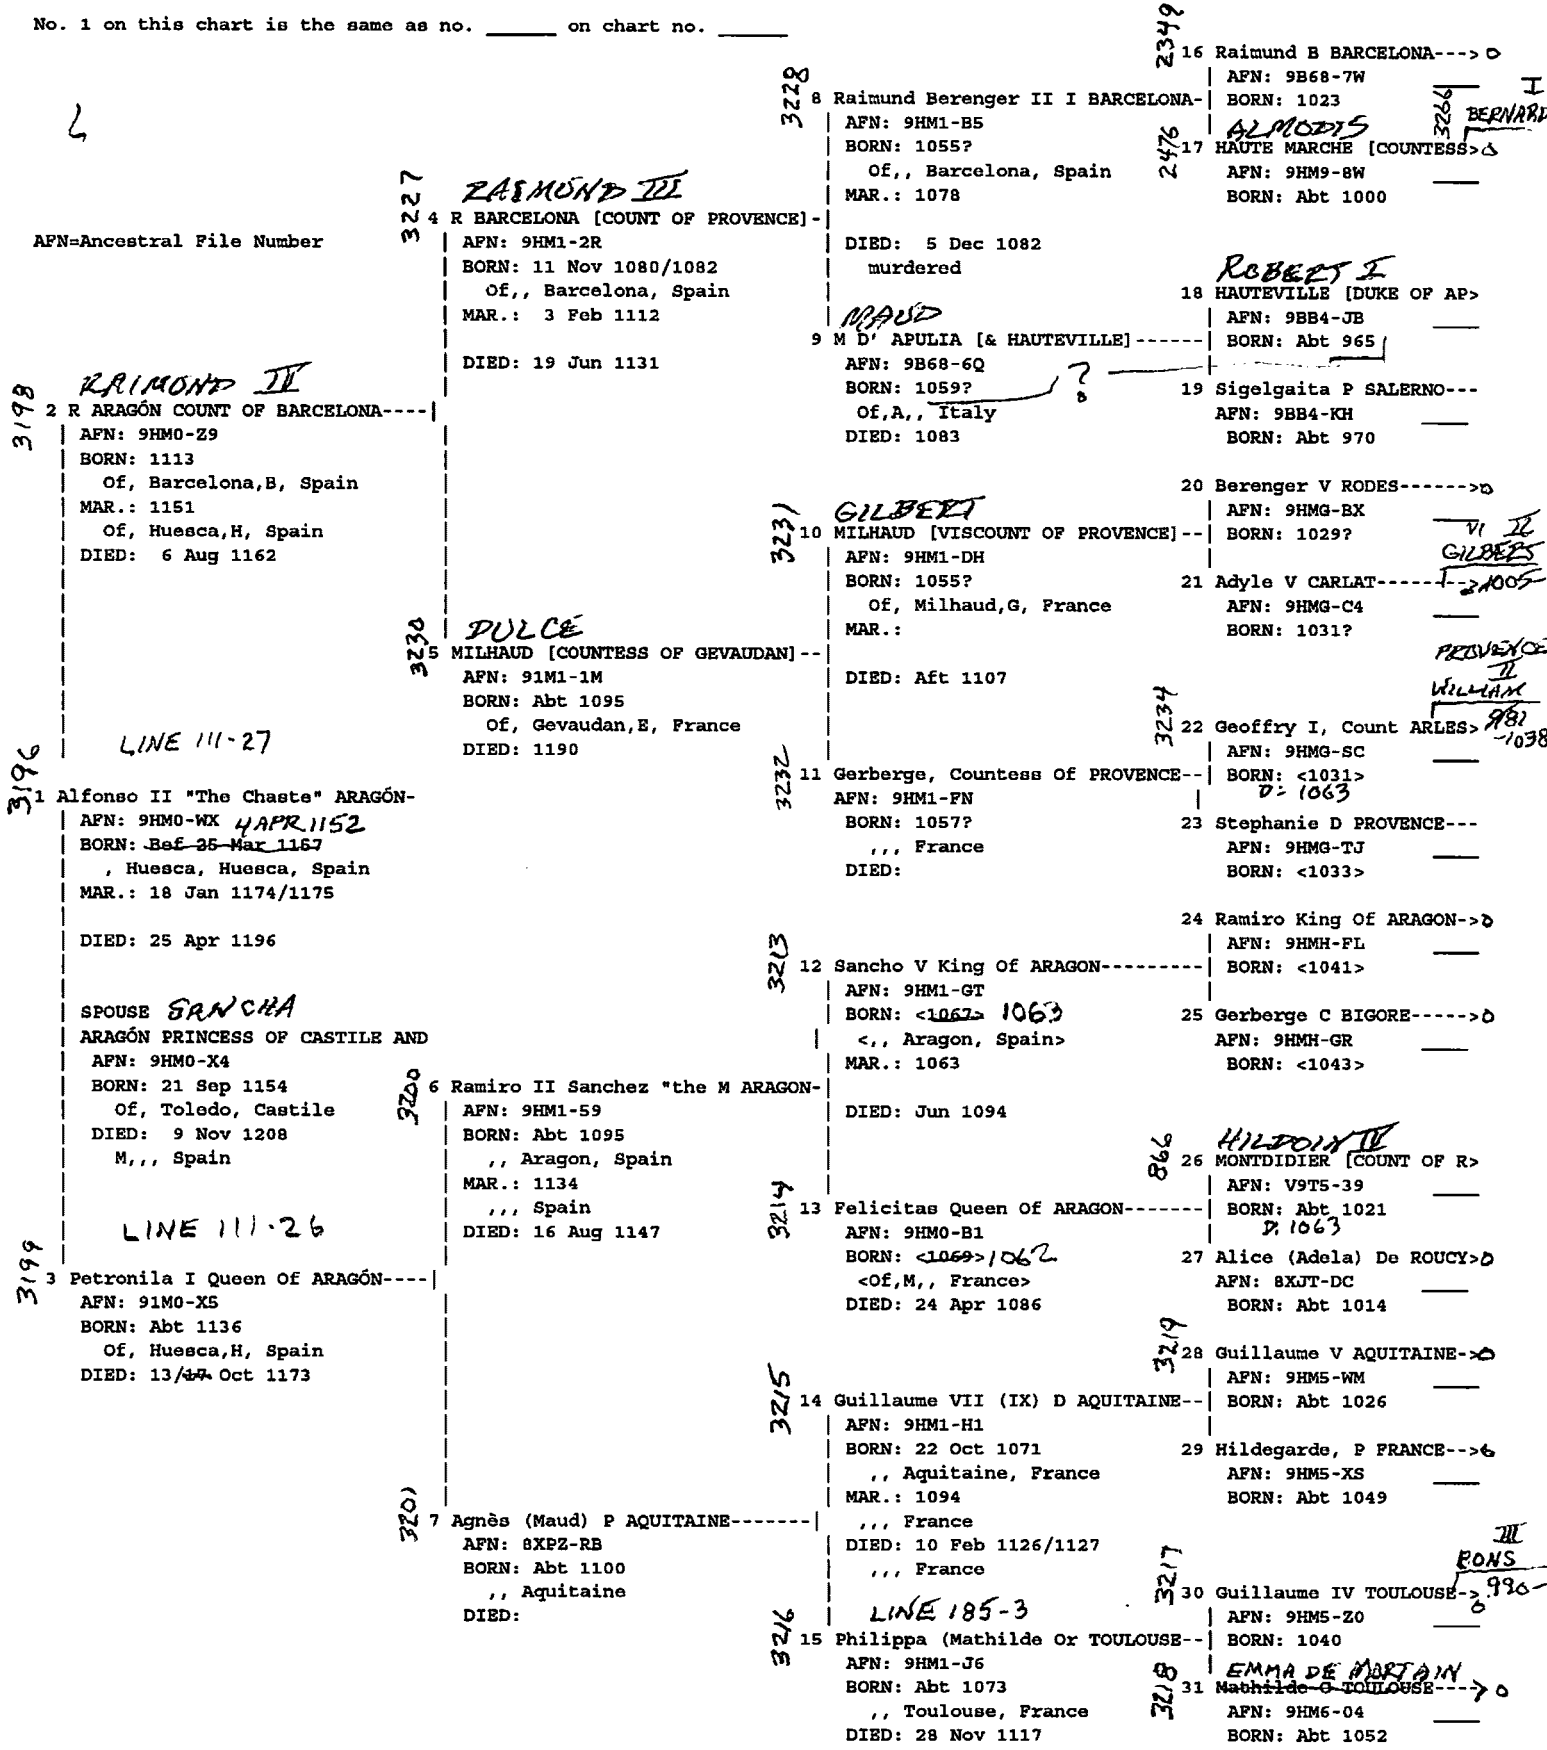 No. 1 on this chart is the same as no. ______ on chart no. ______
AFN=Ancestral File Number
3198
RAIMOND IV
2 R ARAGÓN COUNT OF BARCELONA----|
AFN: 9HM0-Z9
BORN: 1113
Of, Barcelona,B, Spain
MAR.: 1151
Of, Huesca,H, Spain
DIED: 6 Aug 1162
LINE 111-27
3196
1 Alfonso II "The Chaste" ARAGÓN-
AFN: 9HM0-WX 4 APR 1152
BORN: Bef 25 Mar 1157
, Huesca, Huesca, Spain
MAR.: 18 Jan 1174/1175
DIED: 25 Apr 1196
SPOUSE SANCHA
ARAGÓN PRINCESS OF CASTILE AND
AFN: 9HM0-X4
BORN: 21 Sep 1154
Of, Toledo, Castile
DIED: 9 Nov 1208
M,,, Spain
LINE 111-26
3199
3 Petronila I Queen Of ARAGÓN----|
AFN: 91M0-X5
BORN: Abt 1136
Of, Huesca,H, Spain
DIED: 13/17 Oct 1173
3227
RAIMOND III
4 R BARCELONA [COUNT OF PROVENCE]-|
AFN: 9HM1-2R
BORN: 11 Nov 1080/1082
Of,, Barcelona, Spain
MAR.: 3 Feb 1112
DIED: 19 Jun 1131
3230
DULCE
5 MILHAUD [COUNTESS OF GEVAUDAN]--|
AFN: 91M1-1M
BORN: Abt 1095
Of, Gevaudan,E, France
DIED: 1190
3200
6 Ramiro II Sanchez "the M ARAGON-|
AFN: 9HM1-59
BORN: Abt 1095
,, Aragon, Spain
MAR.: 1134
,,, Spain
DIED: 16 Aug 1147
3201
7 Agnès (Maud) P AQUITAINE-------|
AFN: 8XPZ-RB
BORN: Abt 1100
,, Aquitaine
DIED:
3228
8 Raimund Berenger II I BARCELONA-|
AFN: 9HM1-B5
BORN: 1055?
Of,, Barcelona, Spain
MAR.: 1078
DIED: 5 Dec 1082
murdered
MAUD
9 M D' APULIA [& HAUTEVILLE]------|
AFN: 9B68-6Q
BORN: 1059? ?
Of,A,, Italy
DIED: 1083
3231
GILBERT
10 MILHAUD [VISCOUNT OF PROVENCE]--|
AFN: 9HM1-DH
BORN: 1055?
Of, Milhaud,G, France
MAR.:
DIED: Aft 1107
3232
11 Gerberge, Countess Of PROVENCE--|
AFN: 9HM1-FN
BORN: 1057?
,,, France
DIED:
3213
12 Sancho V King Of ARAGON---------|
AFN: 9HM1-GT
BORN: <1067> 1063
<,, Aragon, Spain>
MAR.: 1063
DIED: Jun 1094
3214
13 Felicitas Queen Of ARAGON-------|
AFN: 9HM0-B1
BORN: <1069> 1062
<Of,M,, France>
DIED: 24 Apr 1086
3215
14 Guillaume VII (IX) D AQUITAINE--|
AFN: 9HM1-H1
BORN: 22 Oct 1071
,, Aquitaine, France
MAR.: 1094
,,, France
DIED: 10 Feb 1126/1127
,,, France
LINE 185-3
3216
15 Philippa (Mathilde Or TOULOUSE--|
AFN: 9HM1-J6
BORN: Abt 1073
,, Toulouse, France
DIED: 28 Nov 1117
2349
16 Raimund B BARCELONA--->
AFN: 9B68-7W
BORN: 1023
I
BERNARD
3266
2476
ALMODIS
17 HAUTE MARCHE [COUNTESS>
AFN: 9HM9-8W
BORN: Abt 1000
ROBERT I
18 HAUTEVILLE [DUKE OF AP>
AFN: 9BB4-JB
BORN: Abt 965
19 Sigelgaita P SALERNO---
AFN: 9BB4-KH
BORN: Abt 970
20 Berenger V RODES------>
AFN: 9HMG-BX
BORN: 1029?
VI II
GILBERT
1005-
21 Adyle V CARLAT-------->
AFN: 9HMG-C4
BORN: 1031?
PROVENCE
II
WILLIAM
981
-1038
3234
22 Geoffry I, Count ARLES>
AFN: 9HMG-SC
BORN: <1031>
D: 1063
23 Stephanie D PROVENCE---
AFN: 9HMG-TJ
BORN: <1033>
24 Ramiro King Of ARAGON->
AFN: 9HMH-FL
BORN: <1041>
25 Gerberge C BIGORE----->
AFN: 9HMH-GR
BORN: <1043>
866
HILDOIN IV
26 MONTDIDIER [COUNT OF R>
AFN: V9T5-39
BORN: Abt 1021
D. 1063
27 Alice (Adela) De ROUCY>
AFN: 8XJT-DC
BORN: Abt 1014
3219
28 Guillaume V AQUITAINE->
AFN: 9HM5-WM
BORN: Abt 1026
29 Hildegarde, P FRANCE-->
AFN: 9HM5-XS
BORN: Abt 1049
III
PONS
990-
3217
30 Guillaume IV TOULOUSE->
AFN: 9HM5-Z0
BORN: 1040
3218
EMMA DE MORTAIN
31 Mathilde C TOULOUSE---->
AFN: 9HM6-04
BORN: Abt 1052